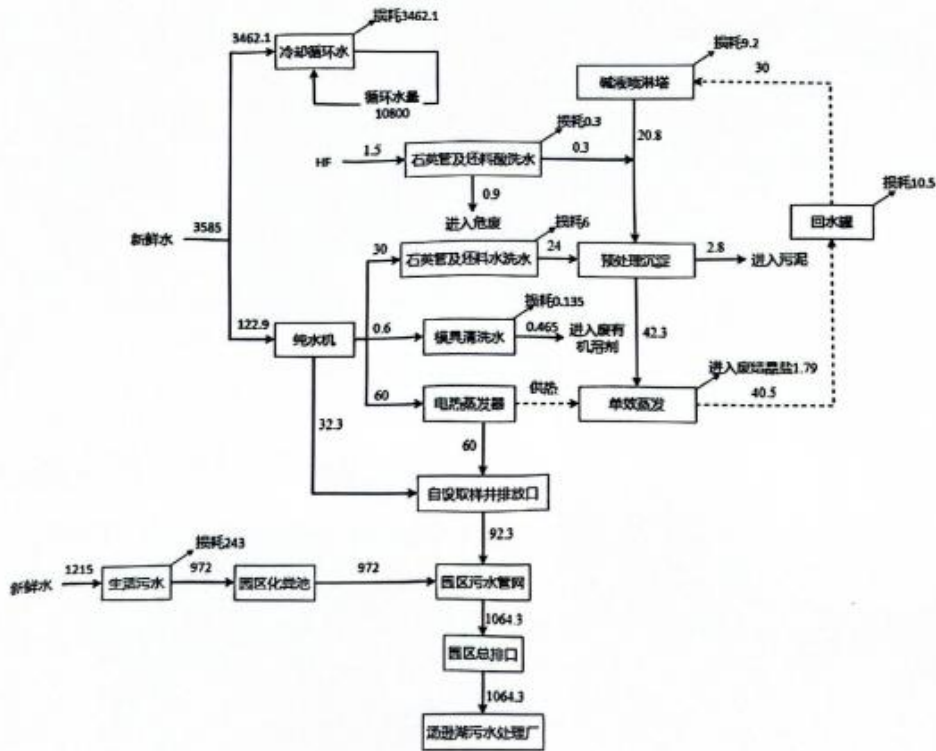 损耗3462.1
3462.1
冷却循环水
循环水量
10800
损耗9.2
碱液喷淋塔
30
20.8
损耗0.3
HF
1.5
石英管及坯料酸洗水
0.3
0.9
进入危废
损耗10.5
回水罐
新鲜水
3585
损耗6
30
石英管及坯料水洗水
24
预处理沉淀
2.8
进入污泥
损耗0.135
122.9
纯水机
0.6
模具清洗水
0.465
进入废有
机溶剂
42.3
进入废结晶盐1.79
60
电热蒸发器
供热
单效蒸发
40.5
32.3
60
自设取样井排放口
92.3
损耗243
新鲜水
1215
生活污水
972
园区化粪池
972
园区污水管网
1064.3
园区总排口
1064.3
汤逊湖污水处理厂